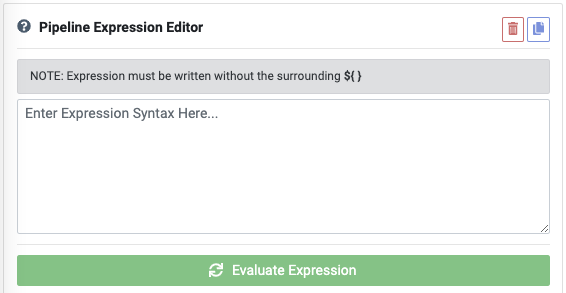 Pipeline Expression Editor
NOTE: Expression must be written without the surrounding ${ }
Enter Expression Syntax Here...
Evaluate Expression